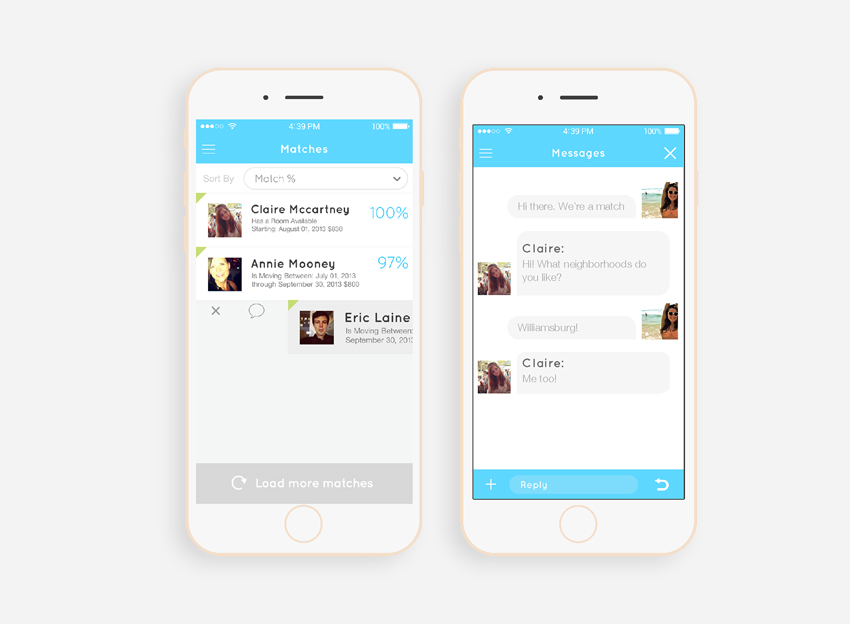 4:39 PM
100%
Matches
Sort By
Match %
Claire Mccartney
100%
Has a Room Available
Starting: August 01, 2013 $830
Annie Mooney
97%
Is Moving Between: July 01, 2013
through September 30, 2013 $800
Eric Laine
Is Moving Between:
September 30, 201
Load more matches
4:39 PM
100%
Messages
Hi there. We're a match
Claire:
Hi! What neighborhoods do
you like?
Williamsburg!
Claire:
Me too!
Reply